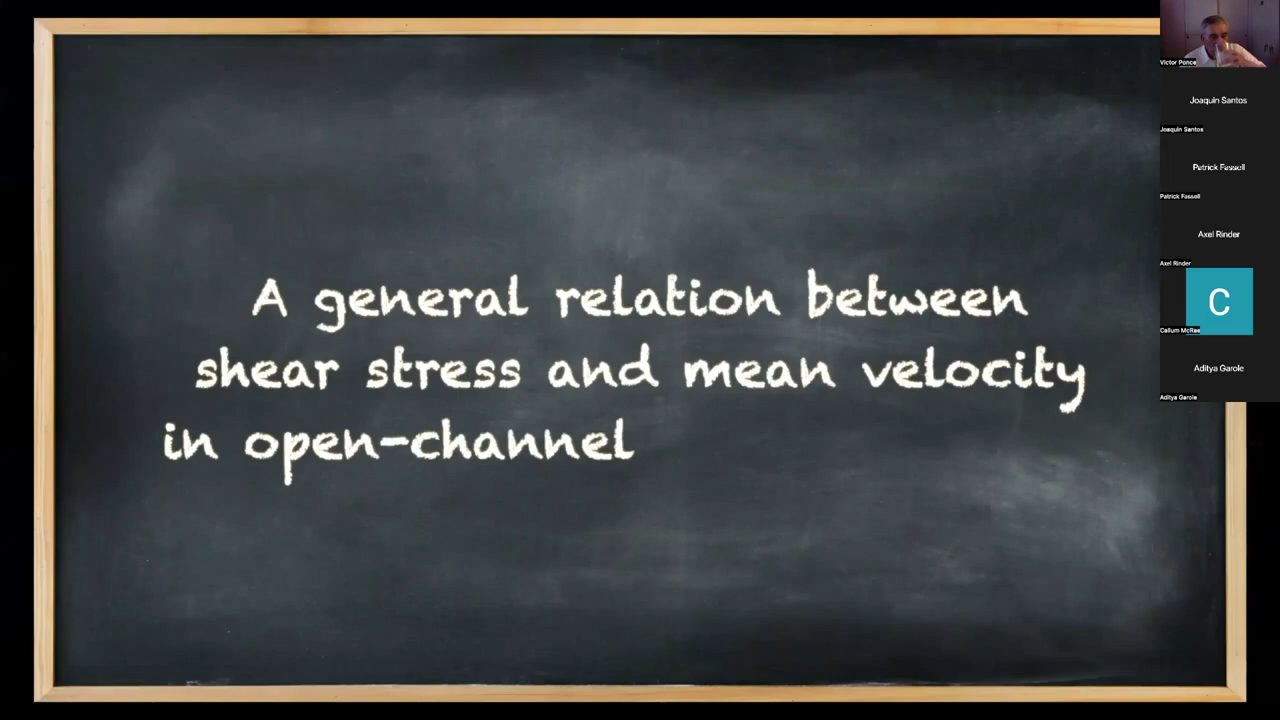 A general relation between
shear stress and mean velocity
in open-channel
Victor Ponce
Joaquin Santos
Joaquin Santos
Patrick Fassell
Patrick Fassell
Axel Rinder
Axel Rinder
C
Callum McRae
Aditya Garole
Aditya Garole